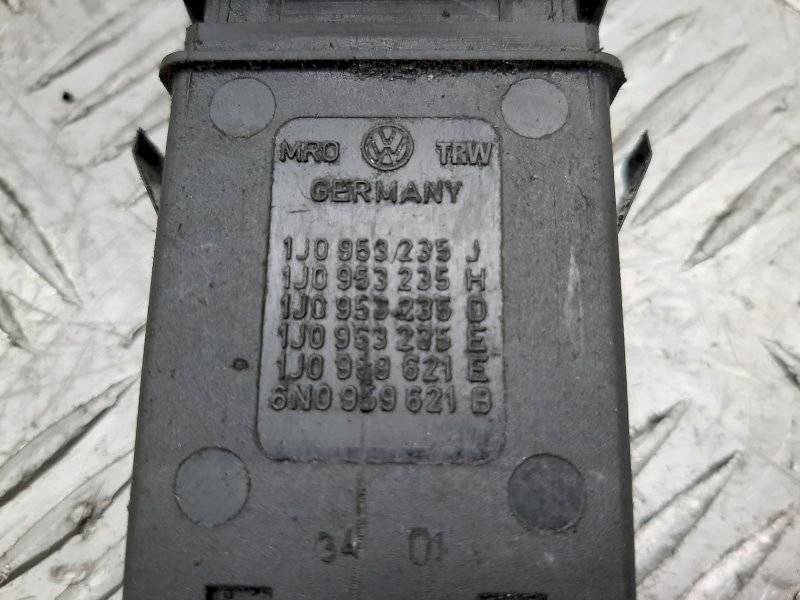 MRO VW TRW
GERMANY
1J0 953 235 J
1J0 953 235 H
1J0 953 235 D
1J0 953 235 E
1J0 959 621 E
6N0 959 621 B
34 01